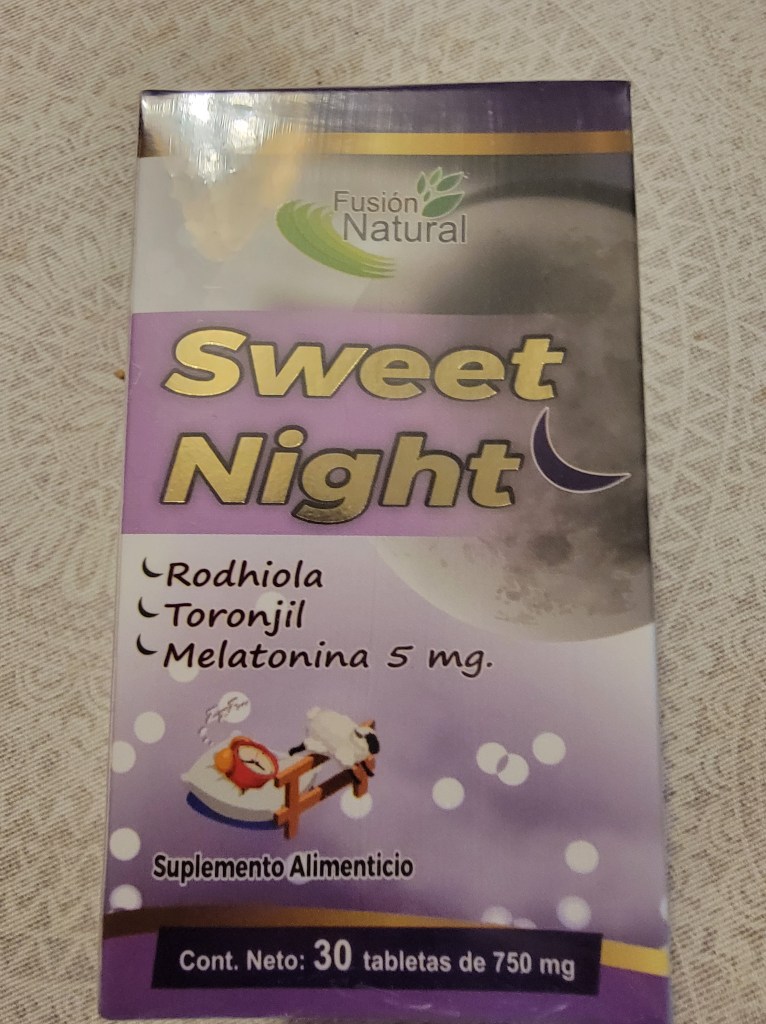 Fusión
Natural
Sweet
Night
Rodhiola
Toronjil
Melatonina 5 mg.
Suplemento Alimenticio
Cont. Neto: 30 tabletas de 750 mg